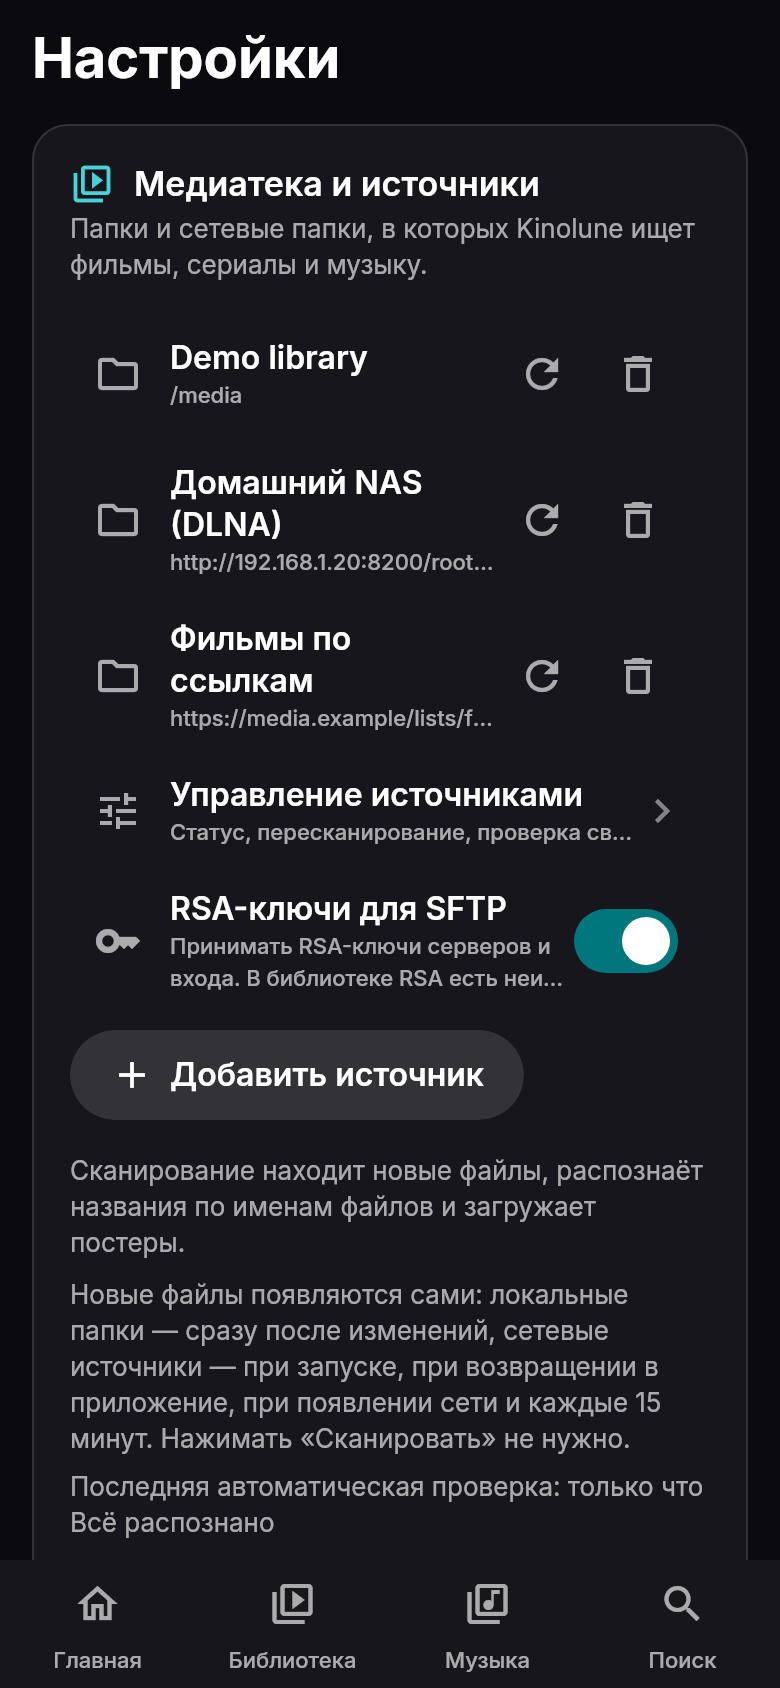 Настройки
Медиатека и источники
Папки и сетевые папки, в которых Kinolune ищет
фильмы, сериалы и музыку.
Demo library
/media
Домашний NAS
(DLNA)
http://192.168.1.20:8200/root...
Фильмы по
ссылкам
https://media.example/lists/f...
Управление источниками
Статус, пересканирование, проверка св...
RSA-ключи для SFTP
Принимать RSA-ключи серверов и
входа. В библиотеке RSA есть неи...
Добавить источник
Сканирование находит новые файлы, распознаёт
названия по именам файлов и загружает
постеры.
Новые файлы появляются сами: локальные
папки — сразу после изменений, сетевые
источники — при запуске, при возвращении в
приложение, при появлении сети и каждые 15
минут. Нажимать «Сканировать» не нужно.
Последняя автоматическая проверка: только что
Всё распознано
Главная
Библиотека
Музыка
Поиск